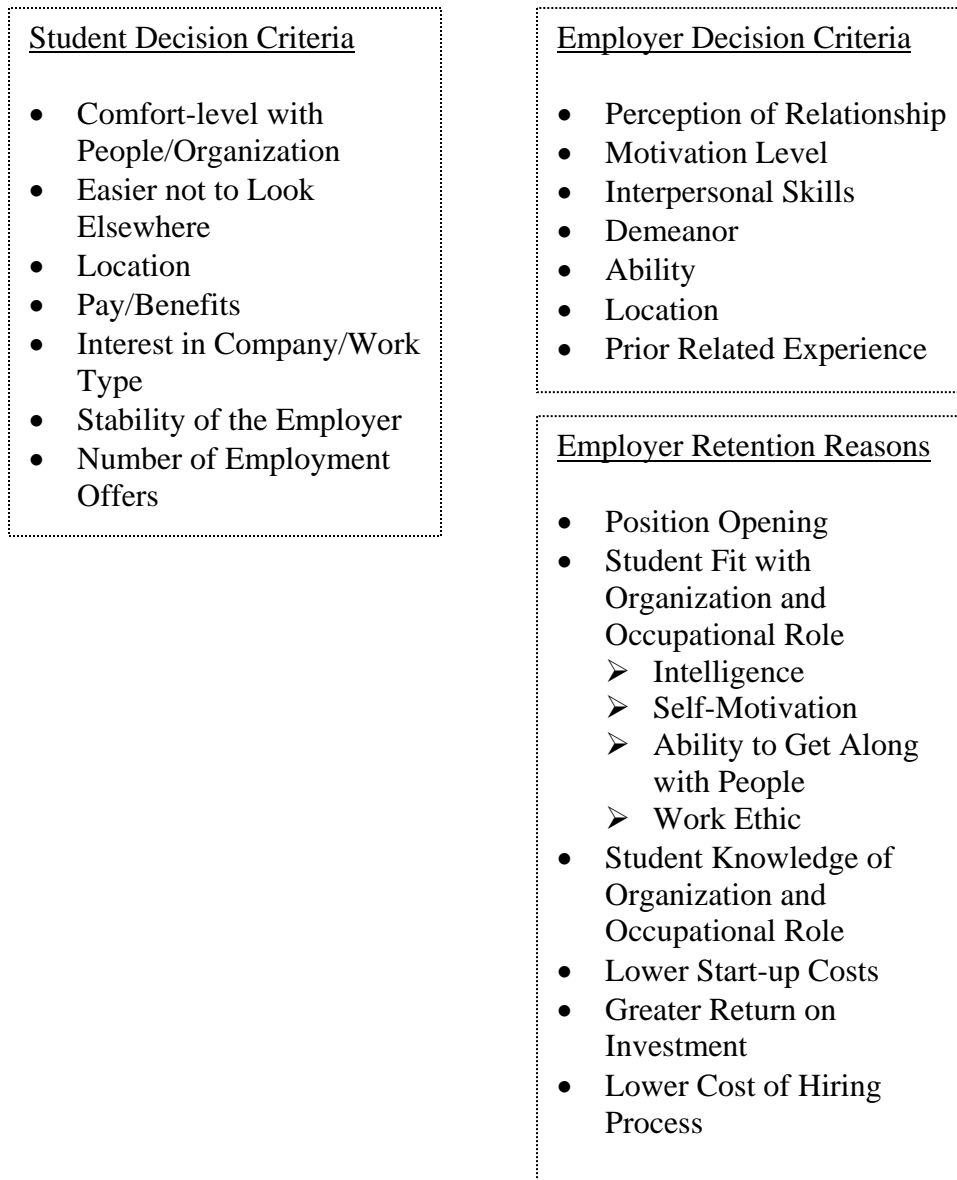 Student Decision Criteria
• Comfort-level with
People/Organization
• Easier not to Look
Elsewhere
• Location
• Pay/Benefits
• Interest in Company/Work
Type
• Stability of the Employer
• Number of Employment
Offers
Employer Decision Criteria
• Perception of Relationship
• Motivation Level
• Interpersonal Skills
• Demeanor
• Ability
• Location
• Prior Related Experience
Employer Retention Reasons
• Position Opening
• Student Fit with
Organization and
Occupational Role
➢ Intelligence
➢ Self-Motivation
➢ Ability to Get Along
with People
➢ Work Ethic
• Student Knowledge of
Organization and
Occupational Role
• Lower Start-up Costs
• Greater Return on
Investment
• Lower Cost of Hiring
Process